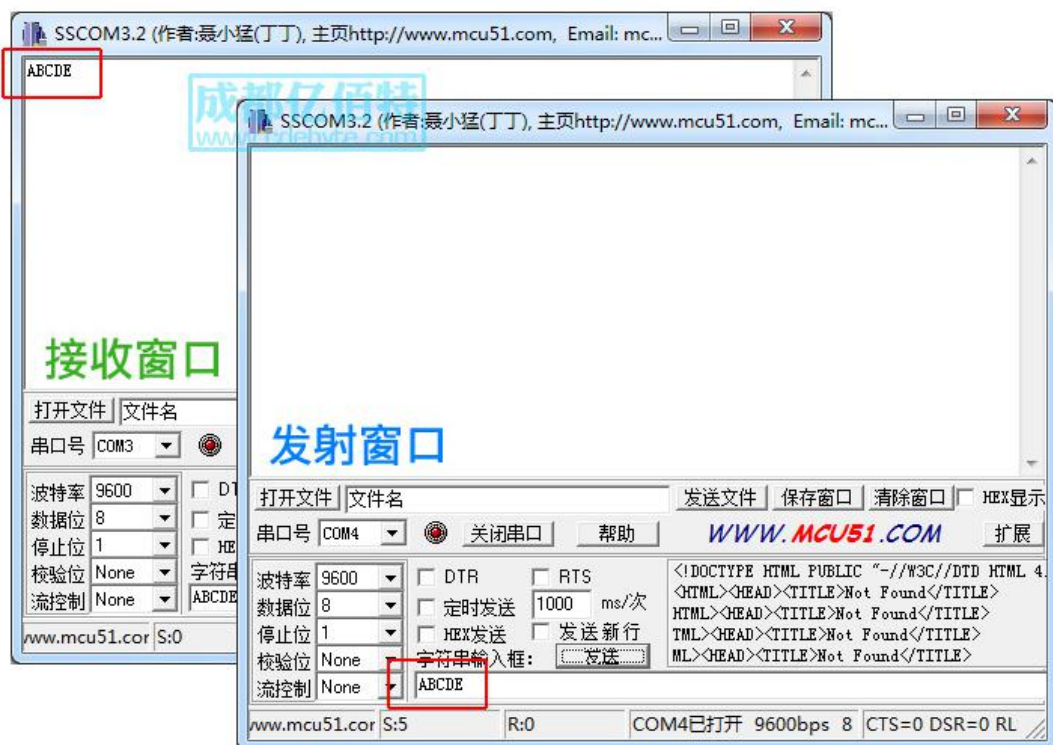 SSCOM3.2 (作者:聂小猛(丁丁), 主页http://www.mcu51.com, Email: mc...
ABCDE
成都亿佰特
接收窗口
打开文件 文件名
串口号 COM3
波特率 9600
数据位 8
停止位 1
校验位 None 字符串
流控制 None ABCDE
www.mcu51.cor S:0
SSCOM3.2 (作者:聂小猛(丁丁), 主页http://www.mcu51.com, Email: mc...
发射窗口
打开文件 文件名 发送文件 保存窗口 清除窗口 HEX显示
串口号 COM4 关闭串口 帮助 WWW.MCU51.COM 扩展
波特率 9600 DTR RTS
数据位 8 定时发送 1000 ms/次
停止位 1 HEX发送 发送新行
校验位 None 字符串输入框: 发送
流控制 None ABCDE
<!DOCTYPE HTML PUBLIC "-//W3C//DTD HTML 4.
<HTML><HEAD><TITLE>Not Found</TITLE>
HTML><HEAD><TITLE>Not Found</TITLE>
TML><HEAD><TITLE>Not Found</TITLE>
ML><HEAD><TITLE>Not Found</TITLE>
www.mcu51.cor S:5 R:0 COM4已打开 9600bps 8 CTS=0 DSR=0 RL